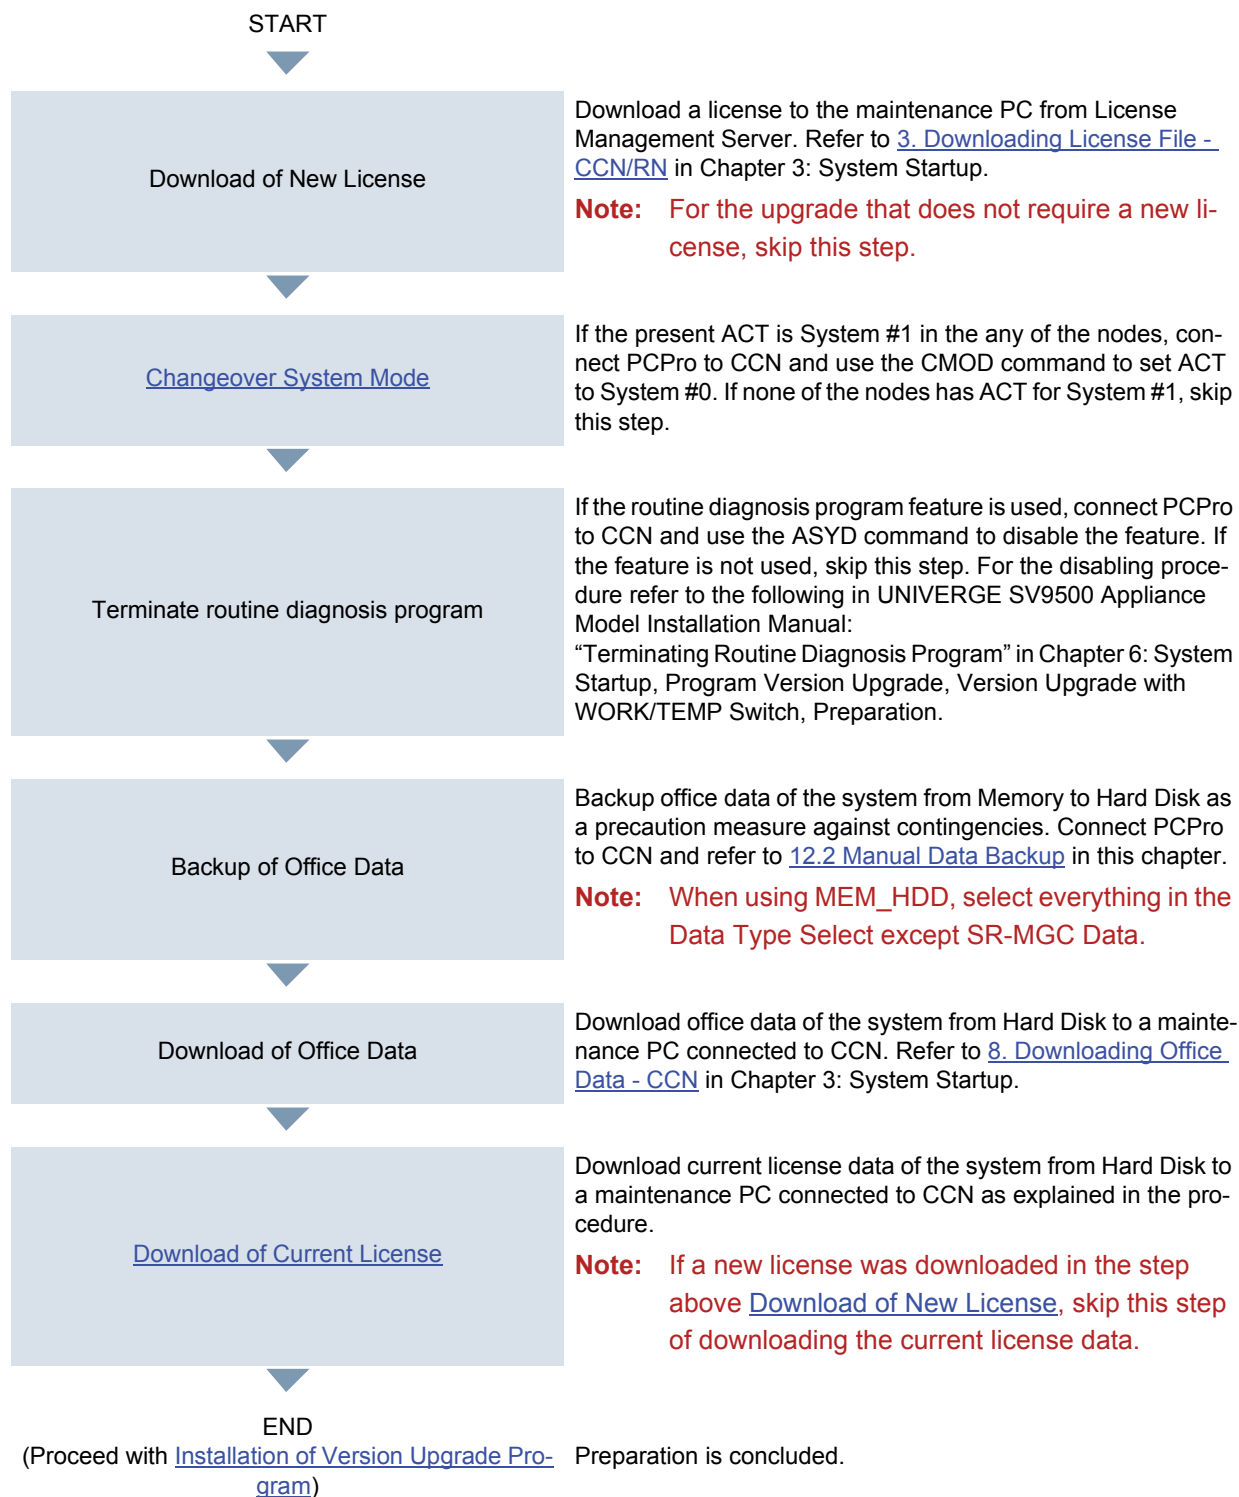 START
Download of New License
Download a license to the maintenance PC from License
Management Server. Refer to 3. Downloading License File -
CCN/RN in Chapter 3: System Startup.
Note: For the upgrade that does not require a new li-
cense, skip this step.
Changeover System Mode
If the present ACT is System #1 in the any of the nodes, con-
nect PCPro to CCN and use the CMOD command to set ACT
to System #0. If none of the nodes has ACT for System #1, skip
this step.
Terminate routine diagnosis program
If the routine diagnosis program feature is used, connect PCPro
to CCN and use the ASYD command to disable the feature. If
the feature is not used, skip this step. For the disabling proce-
dure refer to the following in UNIVERGE SV9500 Appliance
Model Installation Manual:
“Terminating Routine Diagnosis Program” in Chapter 6: System
Startup, Program Version Upgrade, Version Upgrade with
WORK/TEMP Switch, Preparation.
Backup of Office Data
Backup office data of the system from Memory to Hard Disk as
a precaution measure against contingencies. Connect PCPro
to CCN and refer to 12.2 Manual Data Backup in this chapter.
Note: When using MEM_HDD, select everything in the
Data Type Select except SR-MGC Data.
Download of Office Data
Download office data of the system from Hard Disk to a mainte-
nance PC connected to CCN. Refer to 8. Downloading Office
Data - CCN in Chapter 3: System Startup.
Download of Current License
Download current license data of the system from Hard Disk to
a maintenance PC connected to CCN as explained in the pro-
cedure.
Note: If a new license was downloaded in the step
above Download of New License, skip this step
of downloading the current license data.
END
(Proceed with Installation of Version Upgrade Pro-
gram)
Preparation is concluded.